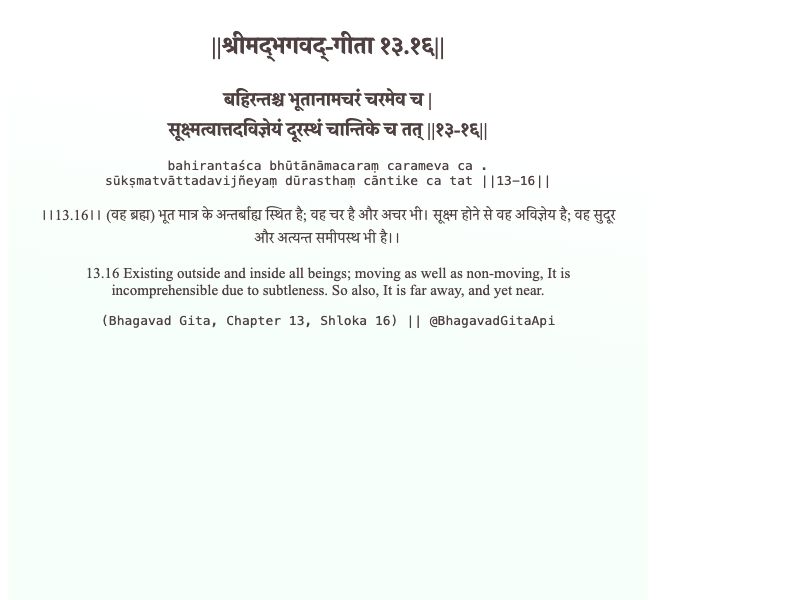 ||श्रीमद्‍भगवद्‍-गीता १३.१६||
बहिरन्तश्च भूतानामचरं चरमेव च |
सूक्ष्मत्वात्तदविज्ञेयं दूरस्थं चान्तिके च तत् ||१३-१६||
bahirantaśca bhūtānāmacaraṃ carameva ca .
sūkṣmatvāttadavijñeyaṃ dūrasthaṃ cāntike ca tat ||13-16||
।।13.16।। (वह ब्रह्म) भूत मात्र के अन्तर्बाह्य स्थित है; वह चर है और अचर भी। सूक्ष्म होने से वह अविज्ञेय है; वह सुदूर
और अत्यन्त समीपस्थ भी है।।
13.16 Existing outside and inside all beings; moving as well as non-moving, It is
incomprehensible due to subtleness. So also, It is far away, and yet near.
(Bhagavad Gita, Chapter 13, Shloka 16) || @BhagavadGitaApi